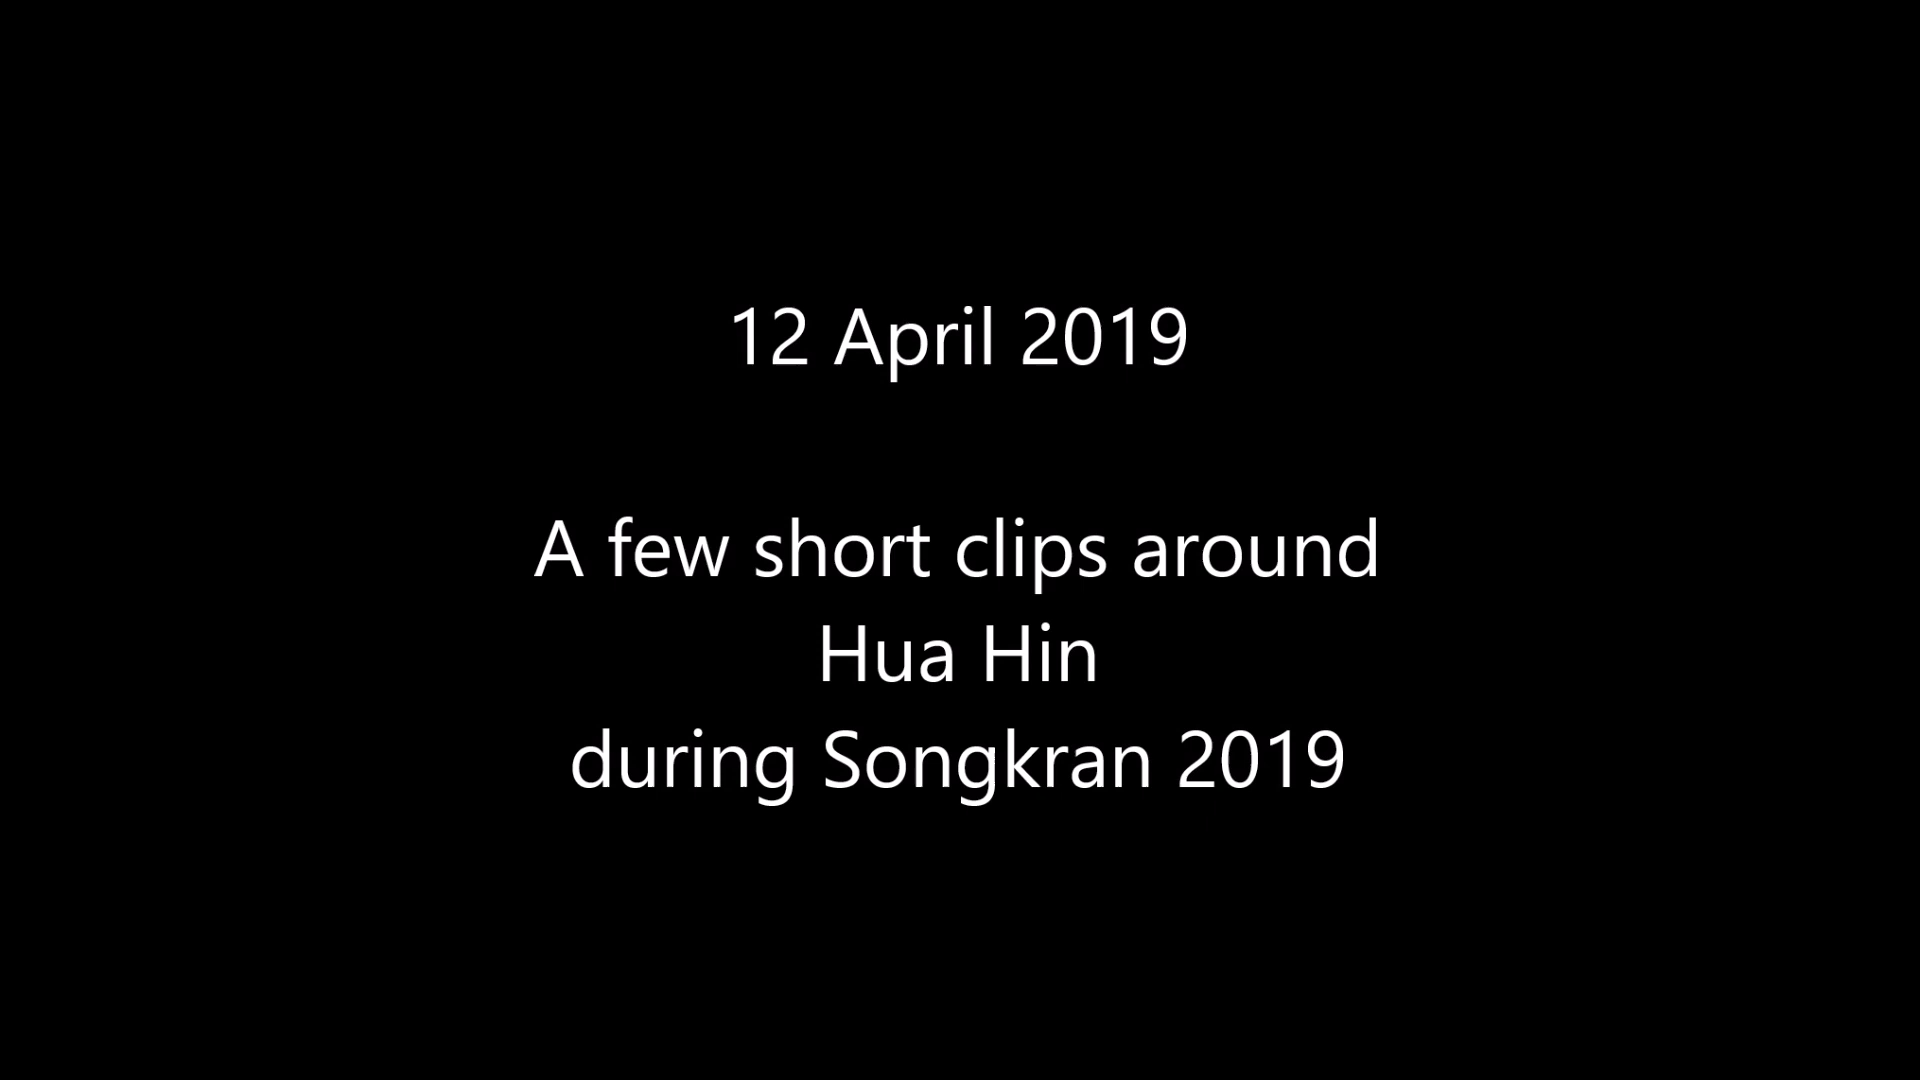 12 April 2019
A few short clips around
Hua Hin
during Songkran 2019